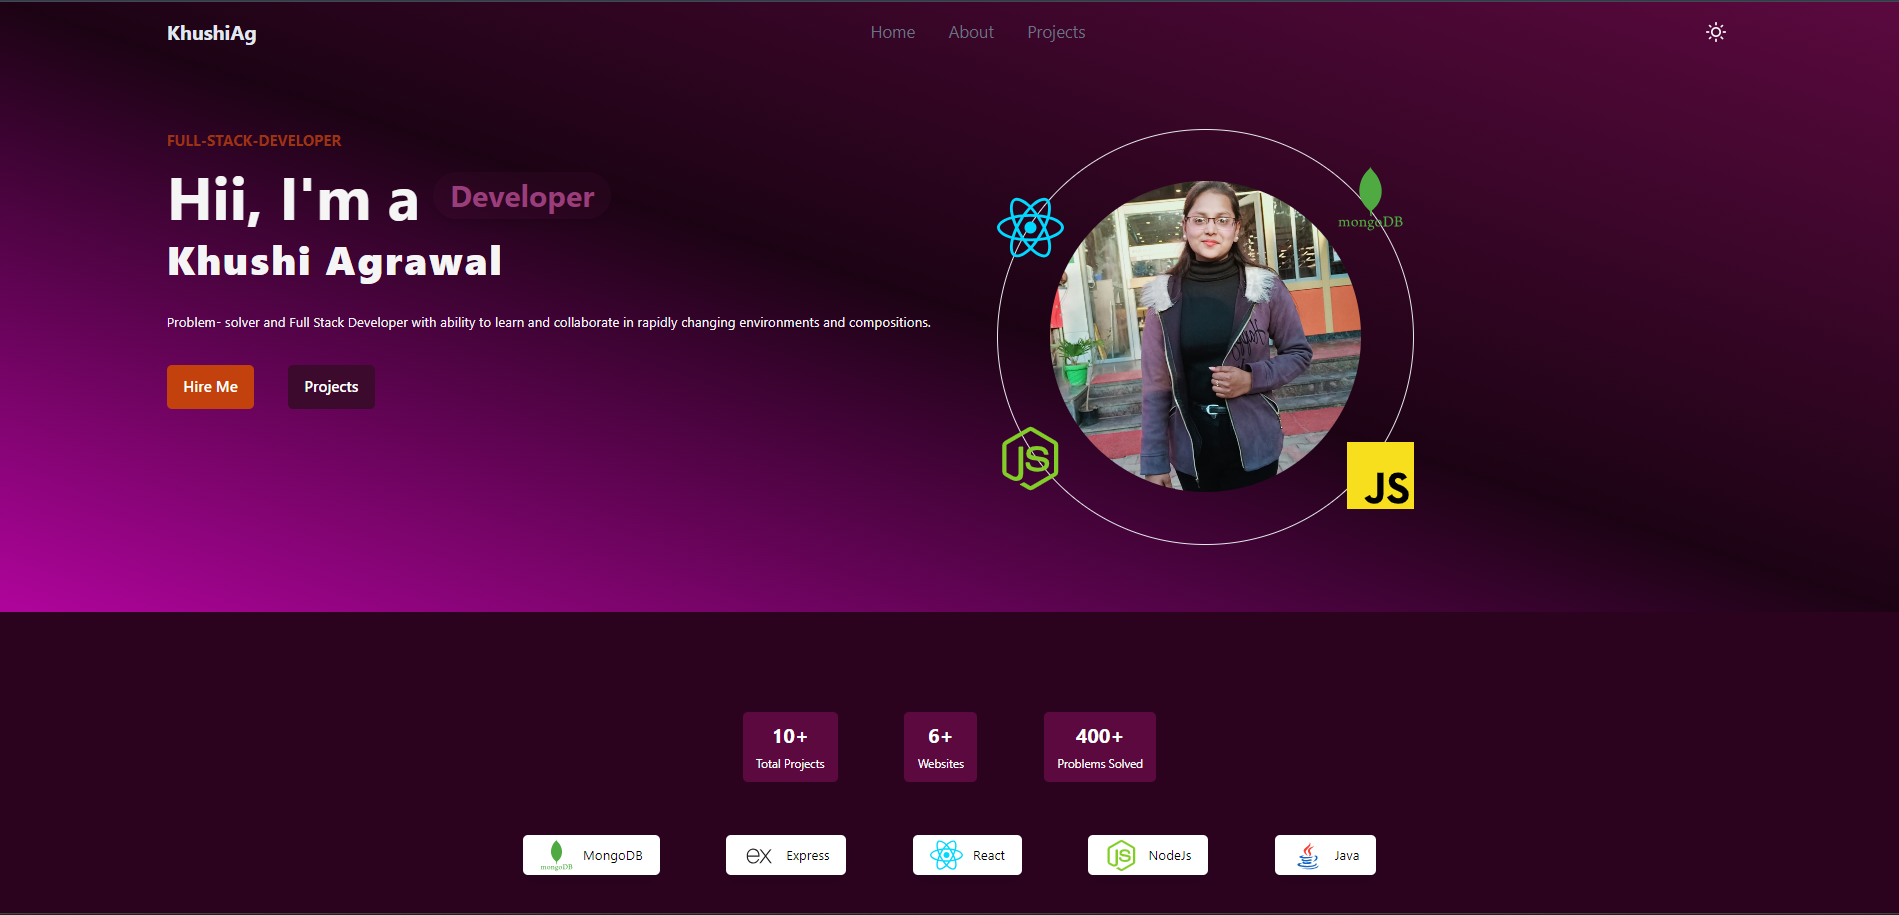 KhushiAg
Home About Projects
FULL-STACK-DEVELOPER
Hii, I'm a Developer
Khushi Agrawal
Problem- solver and Full Stack Developer with ability to learn and collaborate in rapidly changing environments and compositions.
Hire Me Projects
mongoDB
JS
JS
10+ 6+ 400+
Total Projects Websites Problems Solved
mongoDB MongoDB ex Express React JS NodeJs Java